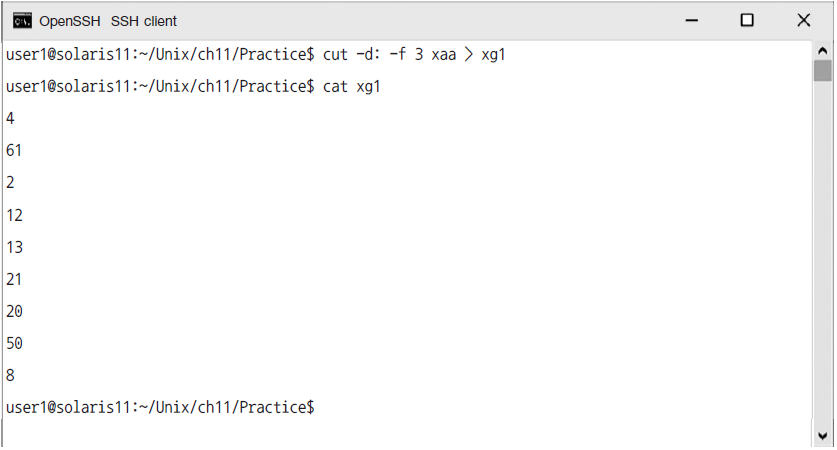 OpenSSH SSH client
user1@solaris11:~/Unix/ch11/Practice$ cut -d: -f 3 xaa > xg1
user1@solaris11:~/Unix/ch11/Practice$ cat xg1
4
61
2
12
13
21
20
50
8
user1@solaris11:~/Unix/ch11/Practice$